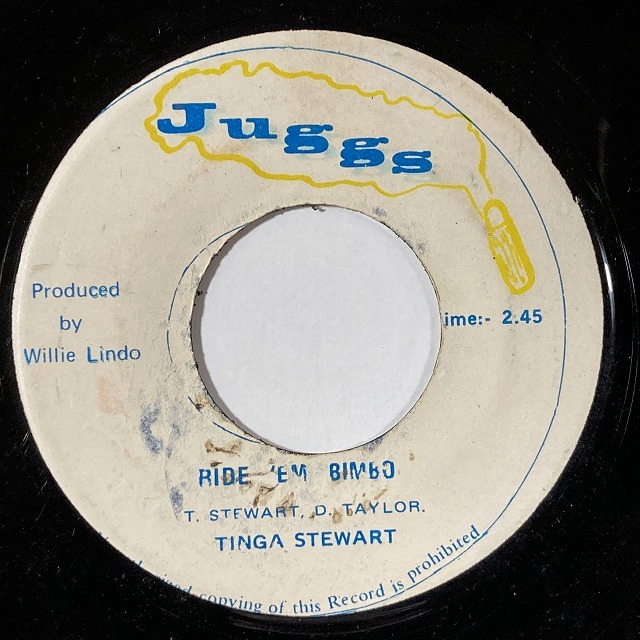 Juggs
Produced
by
Willie Lindo
ime:- 2.45
RIDE 'EM BIMBO
T. STEWART, D. TAYLOR.
TINGA STEWART
copying of this Record is prohibited